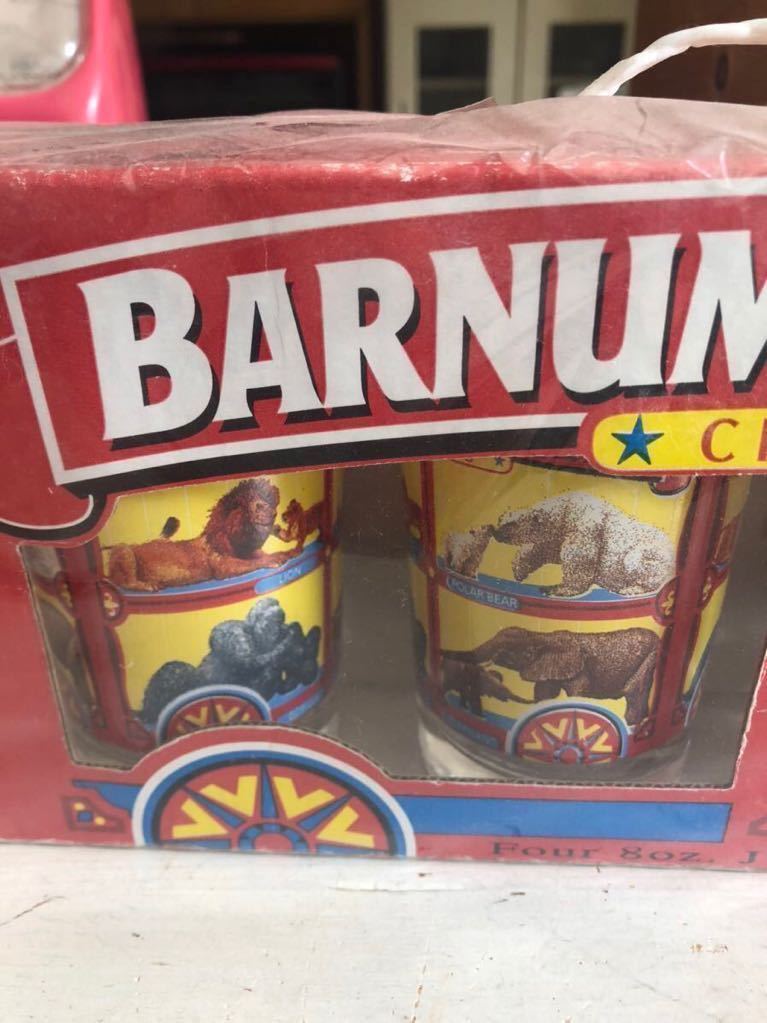 BARNUM
C
LION
POLAR BEAR
Four 8oz. J